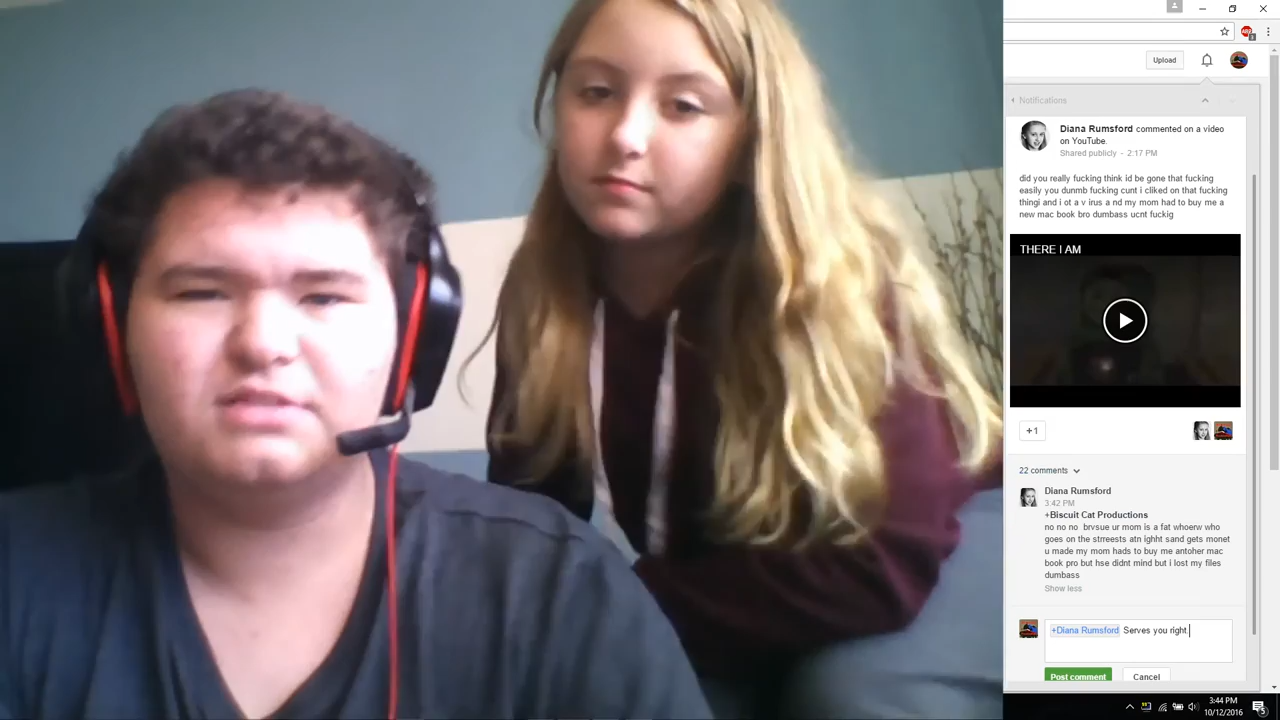 Upload
Notifications
Diana Rumsford commented on a video
on YouTube.
Shared publicly - 2:17 PM
did you really fucking think id be gone that fucking
easily you dunmb fucking cunt i cliked on that fucking
thingi and i ot a v irus a nd my mom had to buy me a
new mac book bro dumbass ucnt fuckig
THERE I AM
+1
22 comments
Diana Rumsford
3:42 PM
+Biscuit Cat Productions
no no no brvsue ur mom is a fat whoerw who
goes on the strreests atn ighht sand gets monet
u made my mom hads to buy me antoher mac
book pro but hse didnt mind but i lost my files
dumbass
Show less
+Diana Rumsford Serves you right
Post comment Cancel
3:44 PM
10/12/2016